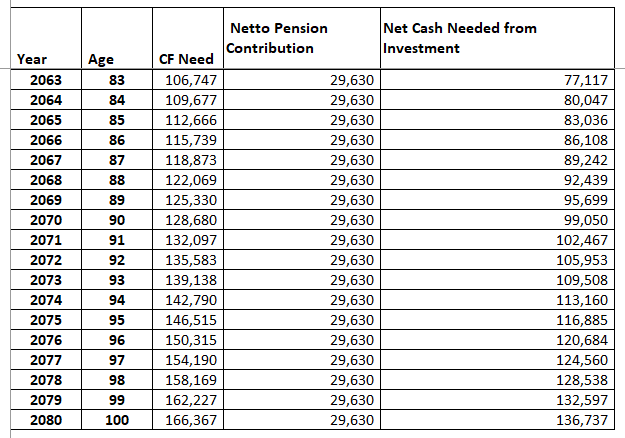 Year Age CF Need Netto Pension Contribution Net Cash Needed from Investment
2063 83 106,747 29,630 77,117
2064 84 109,677 29,630 80,047
2065 85 112,666 29,630 83,036
2066 86 115,739 29,630 86,108
2067 87 118,873 29,630 89,242
2068 88 122,069 29,630 92,439
2069 89 125,330 29,630 95,699
2070 90 128,680 29,630 99,050
2071 91 132,097 29,630 102,467
2072 92 135,583 29,630 105,953
2073 93 139,138 29,630 109,508
2074 94 142,790 29,630 113,160
2075 95 146,515 29,630 116,885
2076 96 150,315 29,630 120,684
2077 97 154,190 29,630 124,560
2078 98 158,169 29,630 128,538
2079 99 162,227 29,630 132,597
2080 100 166,367 29,630 136,737